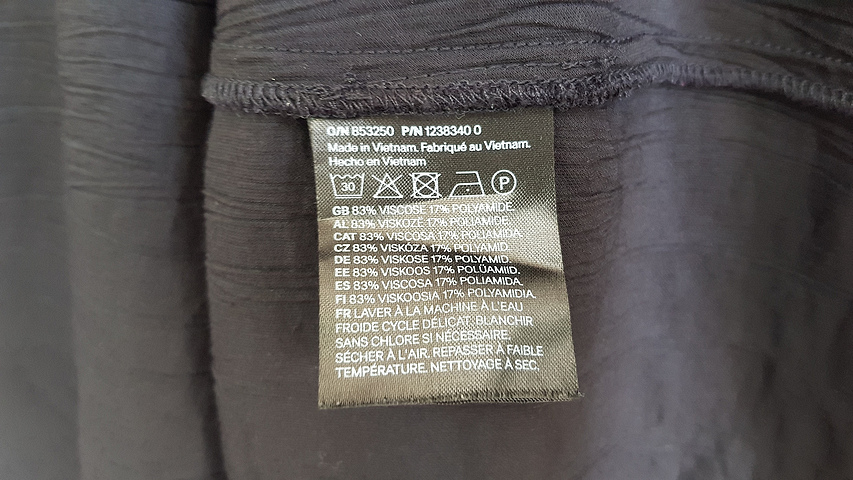 O/N 853250 P/N 1238340 0
Made in Vietnam. Fabriqué au Vietnam.
Hecho en Vietnam
30 P
GB 83% VISCOSE 17% POLYAMIDE.
AL 83% VISKOZË 17% POLIAMIDE.
CAT 83% VISCOSA 17% POLIAMIDA.
CZ 83% VISKÓZA 17% POLYAMID.
DE 83% VISKOSE 17% POLYAMID.
EE 83% VISKOOS 17% POLÜAMIID.
ES 83% VISCOSA 17% POLIAMIDA.
FI 83% VISKOOSIA 17% POLYAMIDIA.
FR LAVER À LA MACHINE À L'EAU
FROIDE CYCLE DÉLICAT. BLANCHIR
SANS CHLORE SI NÉCESSAIRE.
SÉCHER À L'AIR. REPASSER À FAIBLE
TEMPÉRATURE. NETTOYAGE À SEC.